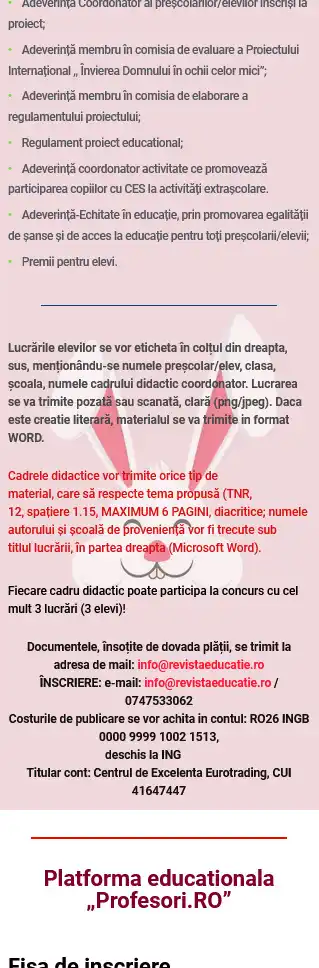 • Adeverință Coordonator al preșcolarilor/elevilor înscriși la
proiect;
• Adeverință membru în comisia de evaluare a Proiectului
Internațional „ Învierea Domnului în ochii celor mici”;
• Adeverință membru în comisia de elaborare a
regulamentului proiectului;
• Regulament proiect educational;
• Adeverință coordonator activitate ce promovează
participarea copiilor cu CES la activități extrașcolare.
• Adeverință-Echitate în educație, prin promovarea egalității
de șanse și de acces la educație pentru toți preșcolarii/elevii;
• Premii pentru elevi.
Lucrările elevilor se vor eticheta în colțul din dreapta,
sus, menționându-se numele preșcolar/elev, clasa,
școala, numele cadrului didactic coordonator. Lucrarea
se va trimite pozată sau scanată, clară (png/jpeg). Daca
este creatie literară, materialul se va trimite in format
WORD.
Cadrele didactice vor trimite orice tip de
material, care să respecte tema propusă (TNR,
12, spațiere 1.15, MAXIMUM 6 PAGINI, diacritice; numele
autorului și școală de proveniență vor fi trecute sub
titlul lucrării, în partea dreapta (Microsoft Word).
Fiecare cadru didactic poate participa la concurs cu cel
mult 3 lucrări (3 elevi)!
Documentele, însoțite de dovada plății, se trimit la
adresa de mail: info@revistaeducatie.ro
ÎNSCRIERE: e-mail: info@revistaeducatie.ro /
0747533062
Costurile de publicare se vor achita in contul: RO26 INGB
0000 9999 1002 1513,
deschis la ING
Titular cont: Centrul de Excelenta Eurotrading, CUI
41647447
Platforma educationala
„Profesori.RO”
Fisa de inscriere